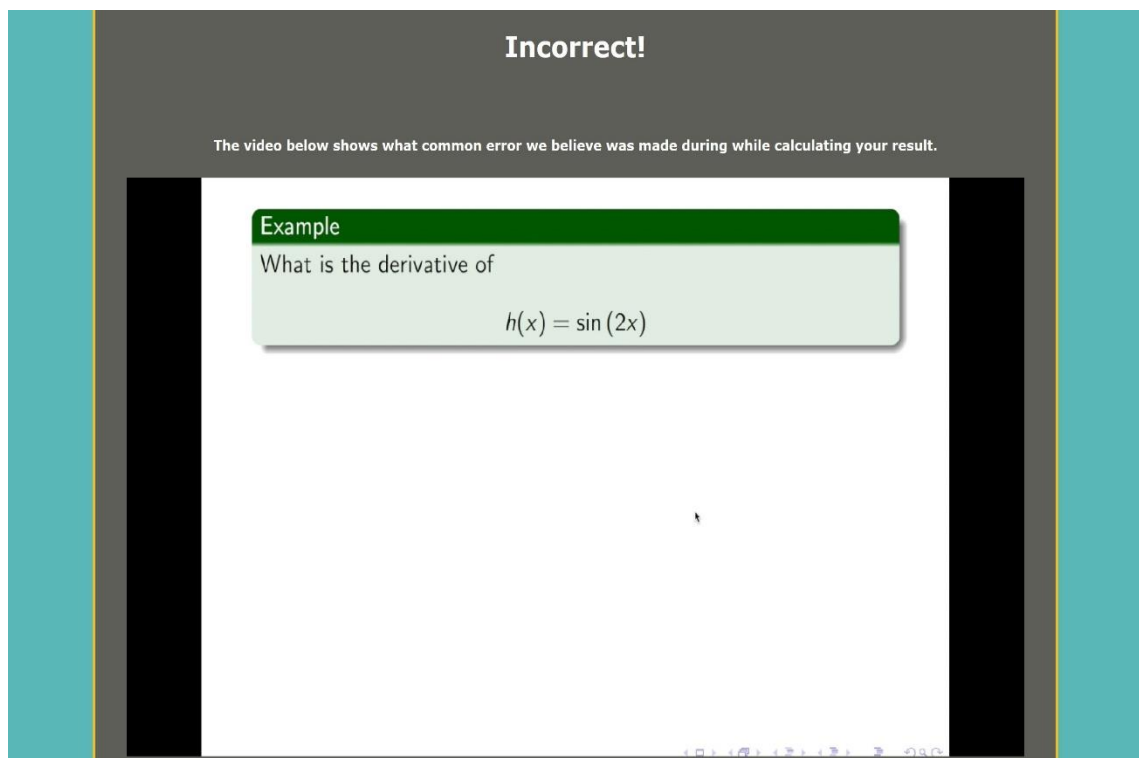 Incorrect!
The video below shows what common error we believe was made during while calculating your result.
Example
What is the derivative of
h(x) = sin (2x)